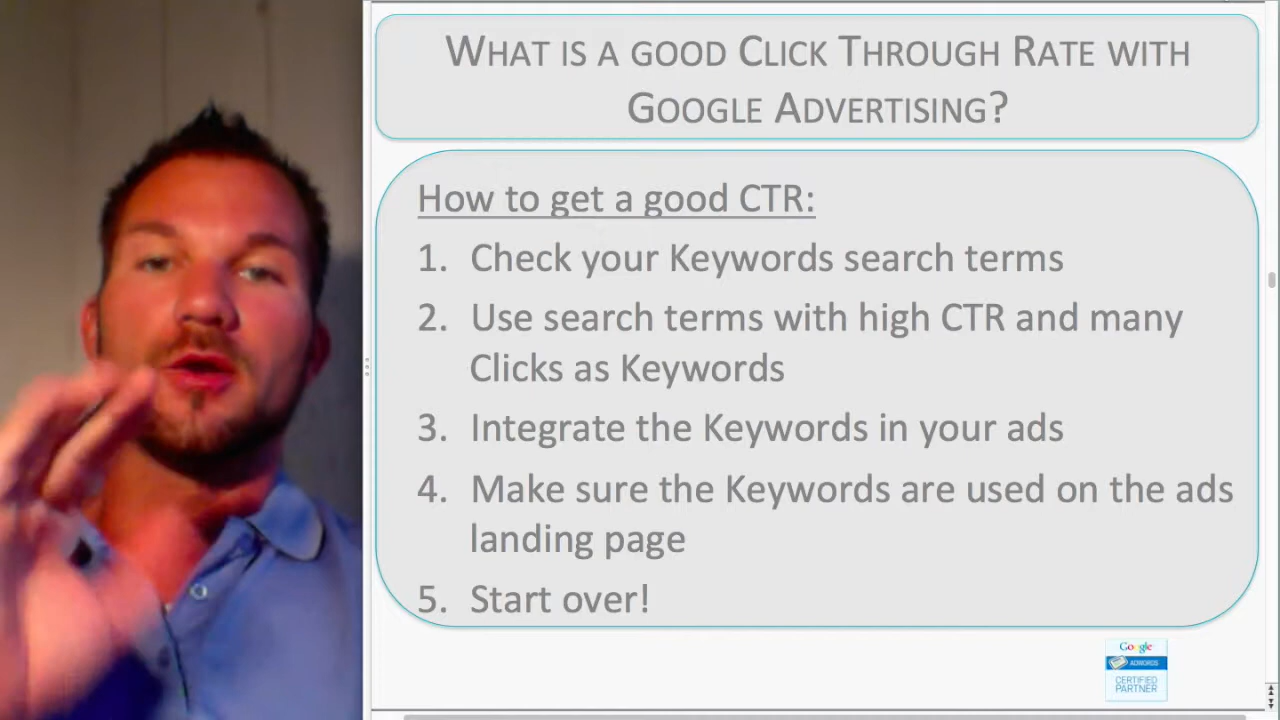 WHAT IS A GOOD CLICK THROUGH RATE WITH
GOOGLE ADVERTISING?
How to get a good CTR:
1. Check your Keywords search terms
2. Use search terms with high CTR and many
Clicks as Keywords
3. Integrate the Keywords in your ads
4. Make sure the Keywords are used on the ads
landing page
5. Start over!
Google
ADWORDS
CERTIFIED
PARTNER